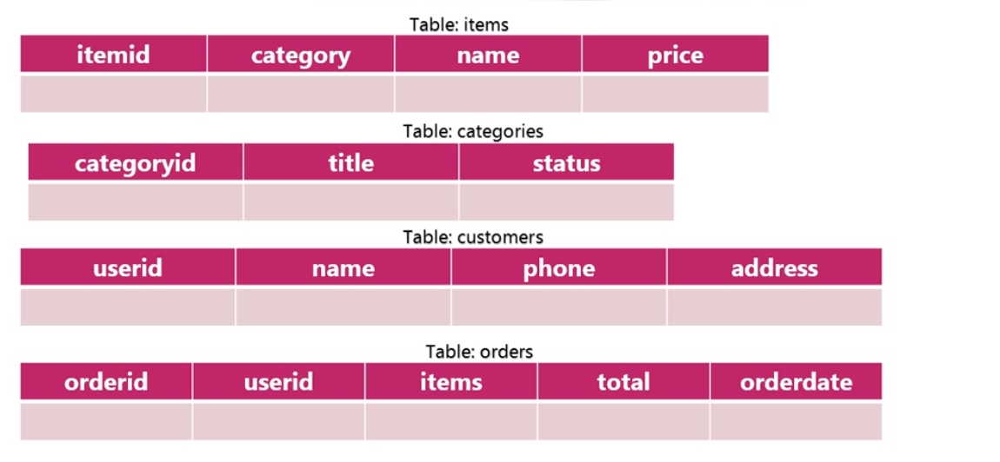 Table: items
itemid category name price
Table: categories
categoryid title status
Table: customers
userid name phone address
Table: orders
orderid userid items total orderdate